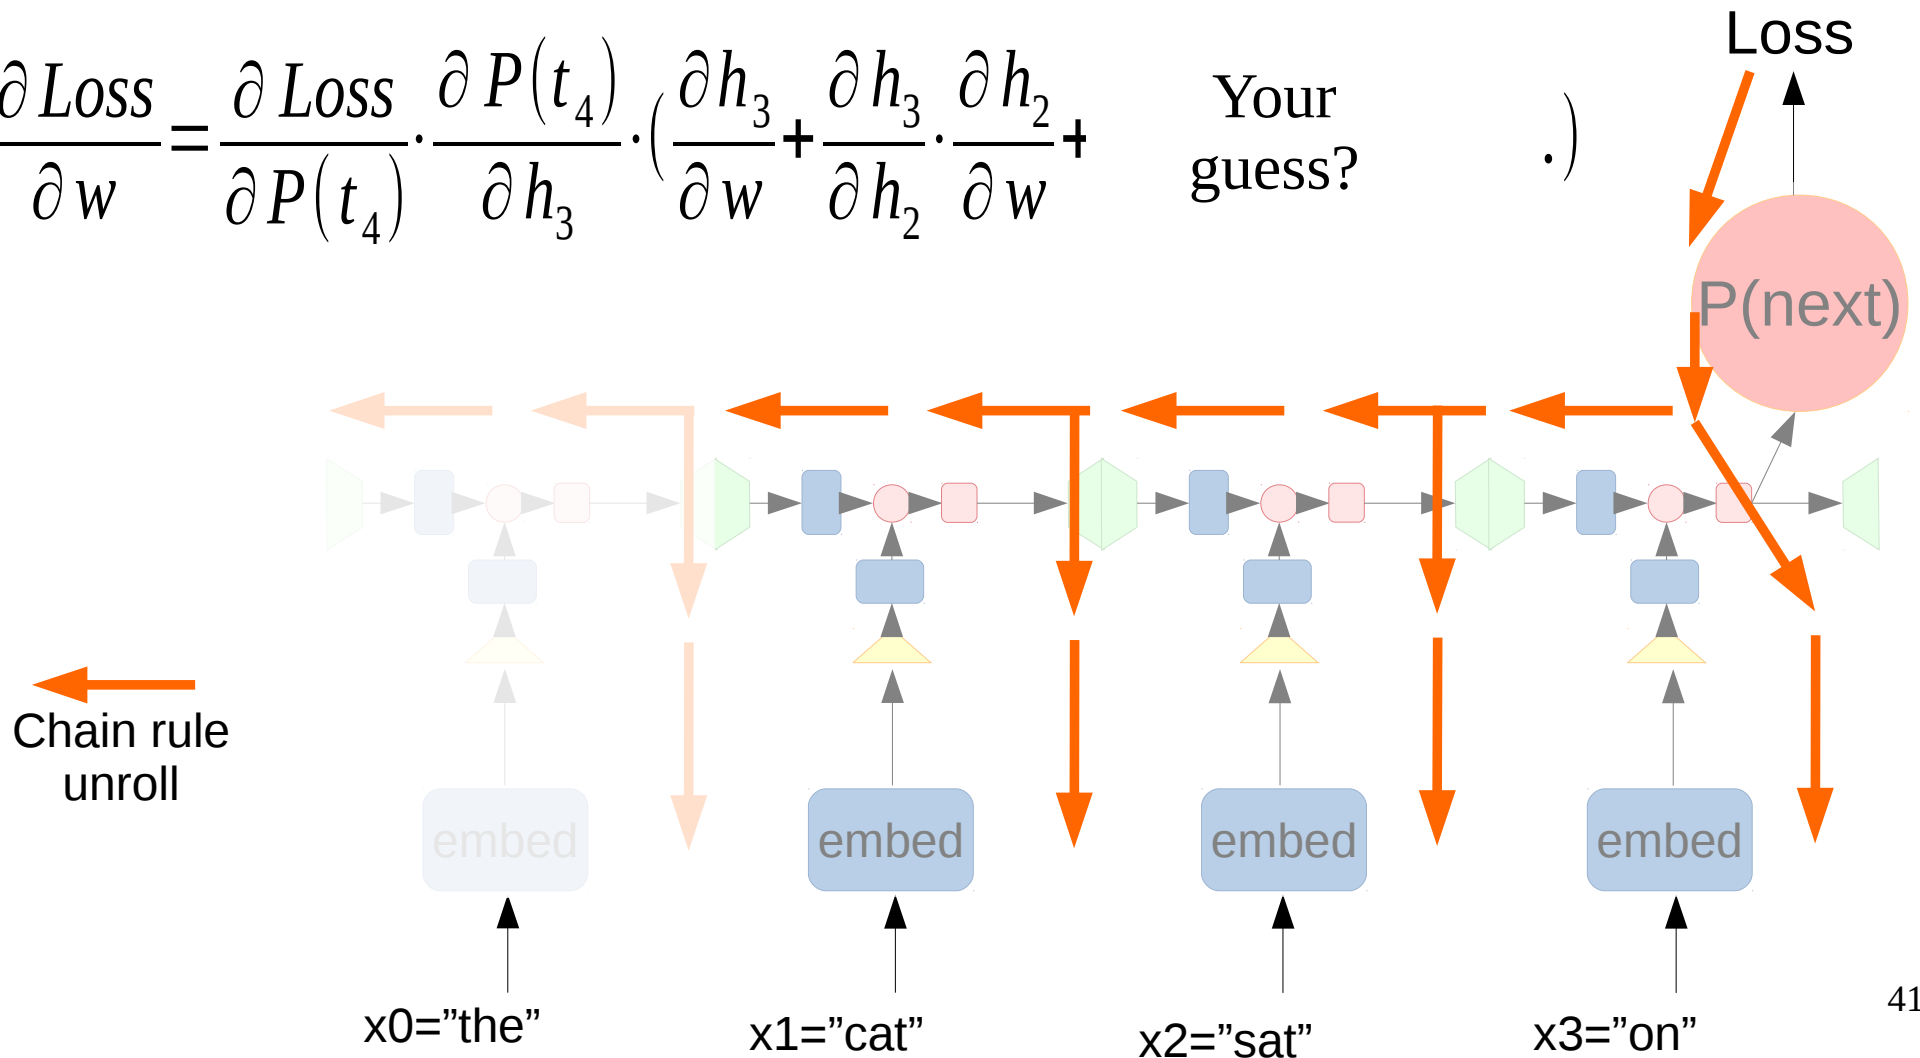 Loss
∂Loss/∂w = ∂Loss/∂P(t₄) · ∂P(t₄)/∂h₃ · (∂h₃/∂w + ∂h₃/∂h₂ · ∂h₂/∂w + Your guess? .)
P(next)
Chain rule
unroll
embed embed embed embed
x0=”the” x1=”cat” x2=”sat” x3=”on”
41